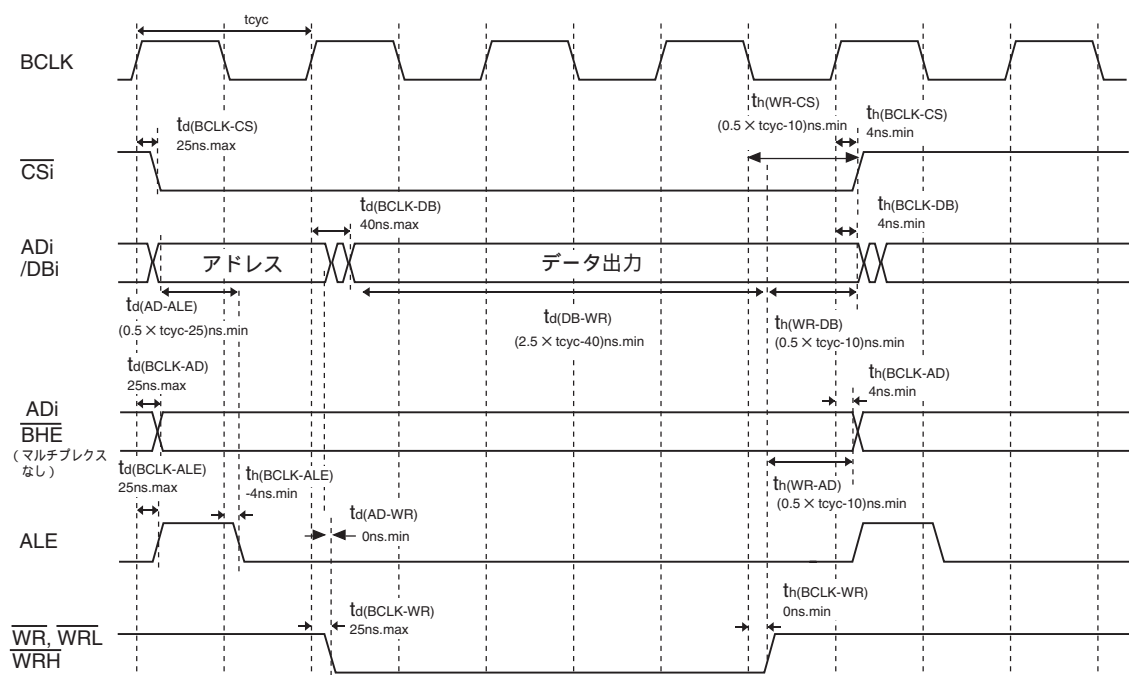 tcyc
BCLK
td(BCLK-CS)
25ns.max
th(WR-CS)
(0.5 × tcyc-10)ns.min
th(BCLK-CS)
4ns.min
CSi
td(BCLK-DB)
40ns.max
th(BCLK-DB)
4ns.min
ADi
/DBi
アドレス
データ出力
td(AD-ALE)
(0.5 × tcyc-25)ns.min
td(DB-WR)
(2.5 × tcyc-40)ns.min
th(WR-DB)
(0.5 × tcyc-10)ns.min
td(BCLK-AD)
25ns.max
th(BCLK-AD)
4ns.min
ADi
BHE
(マルチプレクス
なし)
td(BCLK-ALE)
25ns.max
th(BCLK-ALE)
-4ns.min
th(WR-AD)
(0.5 × tcyc-10)ns.min
td(AD-WR)
0ns.min
ALE
td(BCLK-WR)
25ns.max
th(BCLK-WR)
0ns.min
WR, WRL
WRH